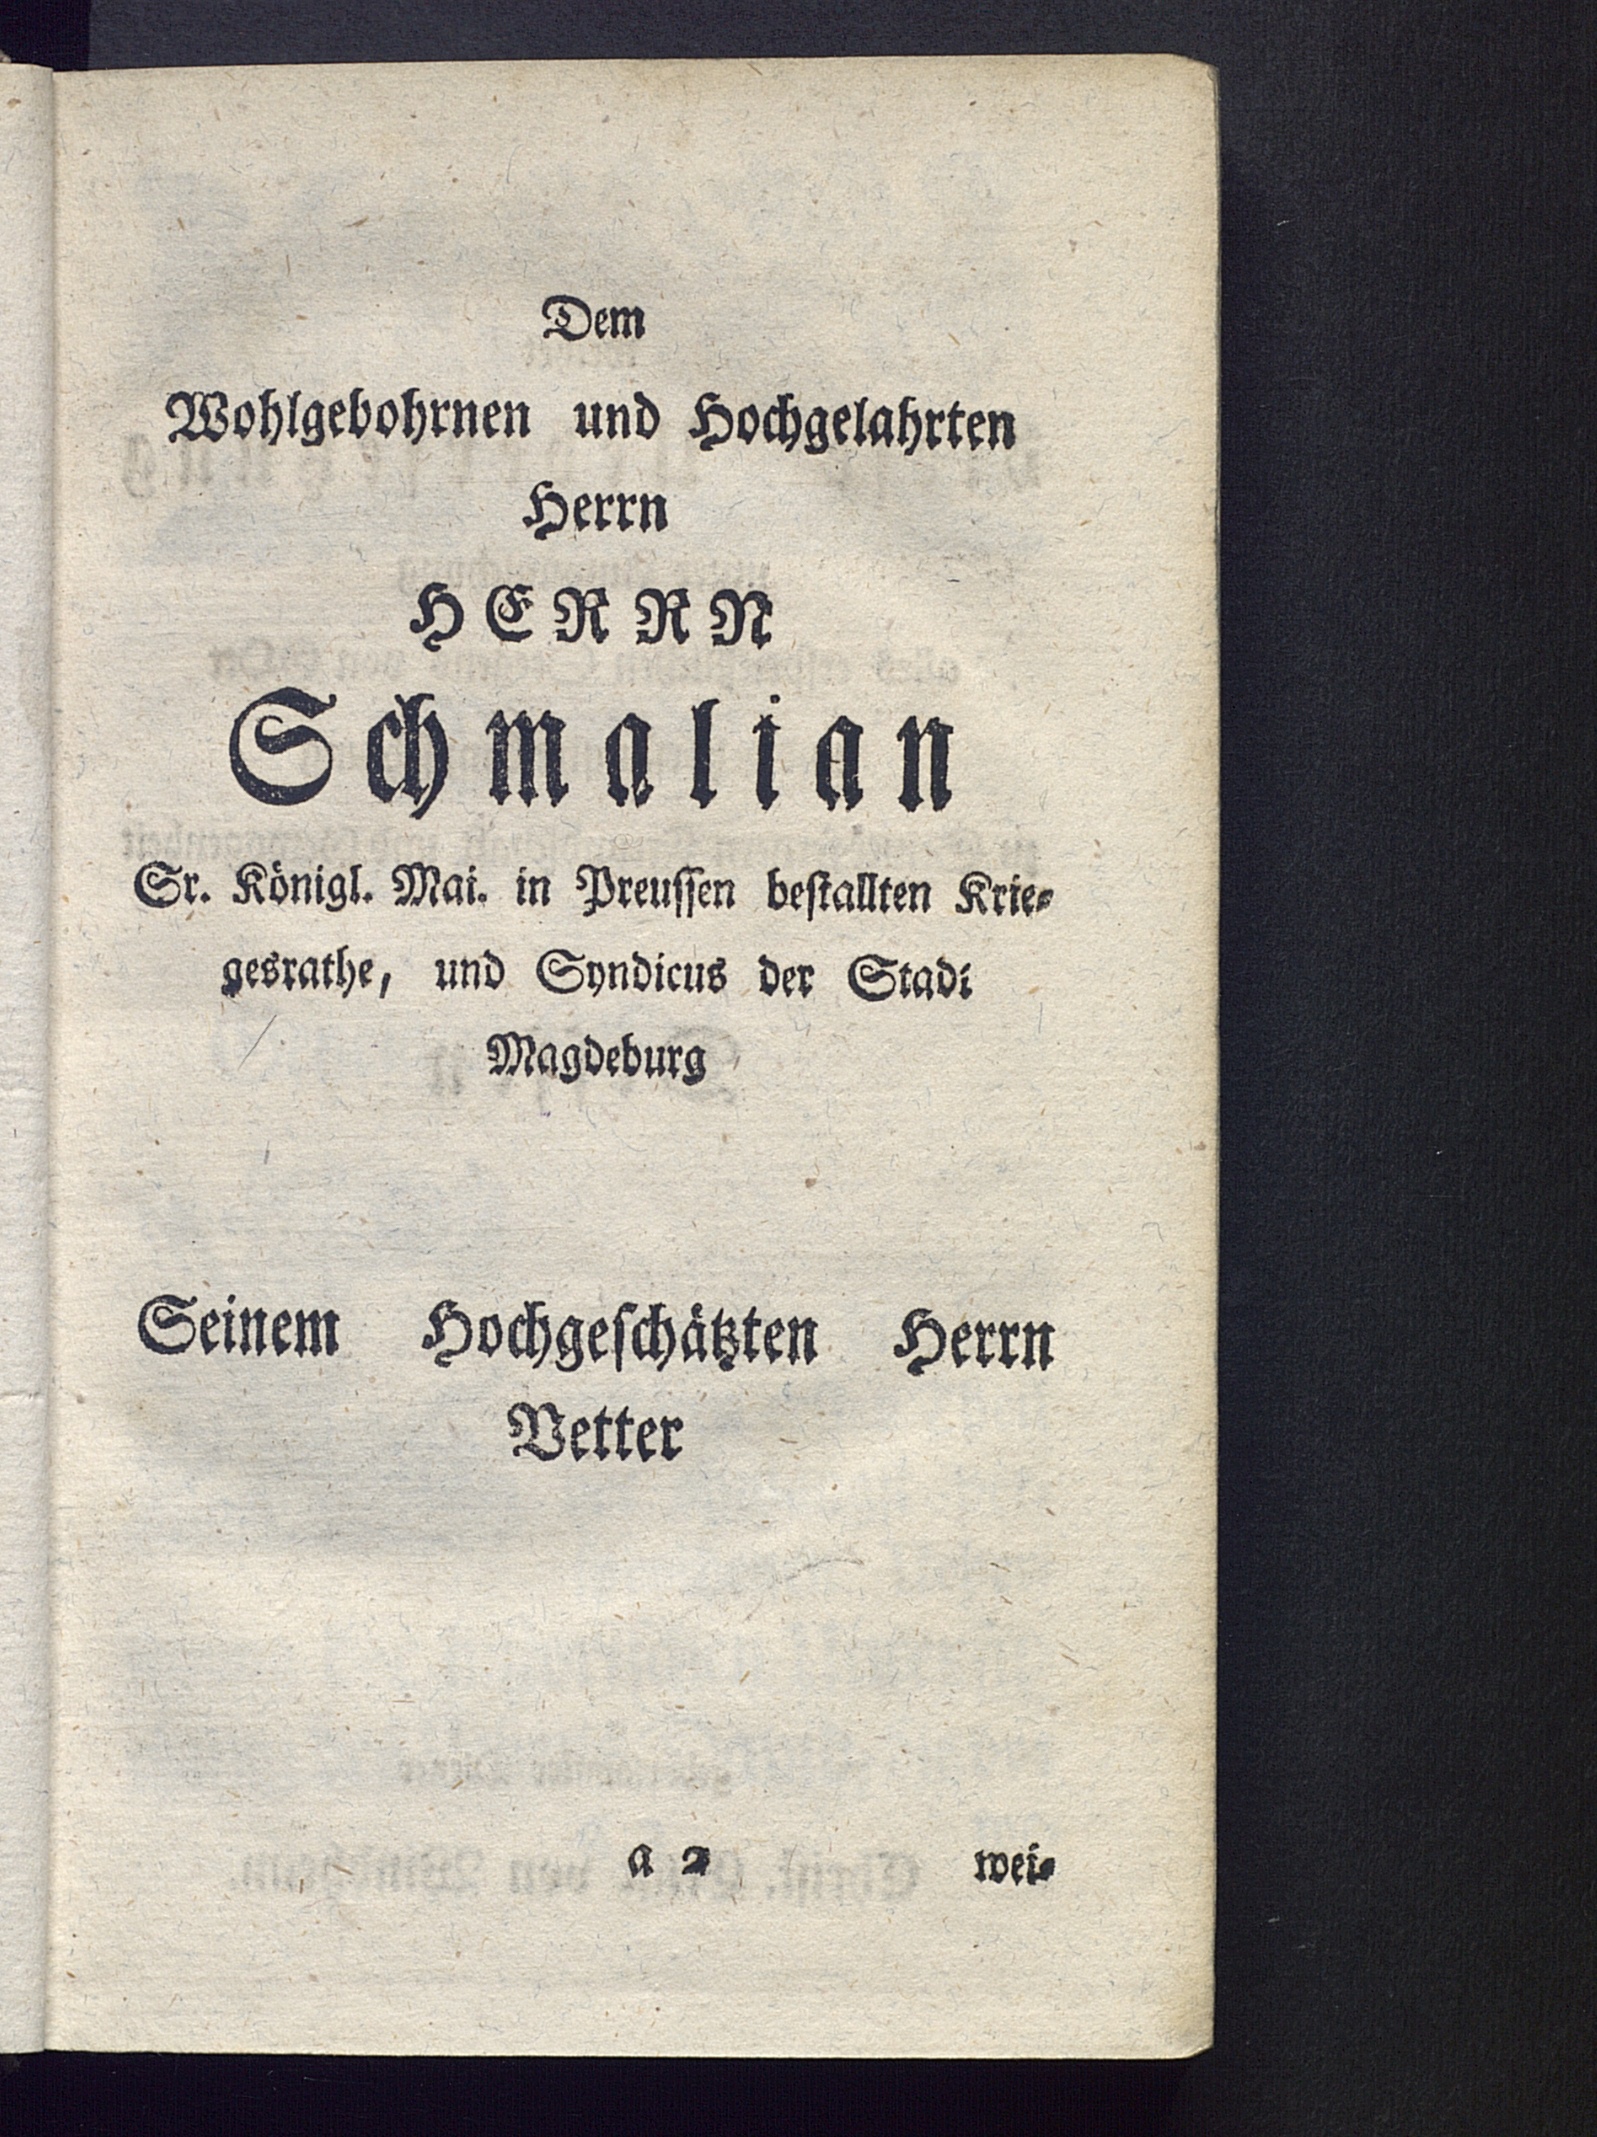 Dem
Wohlgebohrnen und Hochgelahrten
Herrn
HERRN
Schmalian
Sr. Königl. Mai. in Preussen bestallten Krie-
gesrathe, und Syndicus der Stadt
Magdeburg
Seinem Hochgeschätzten Herrn
Vetter
a 2 wei-